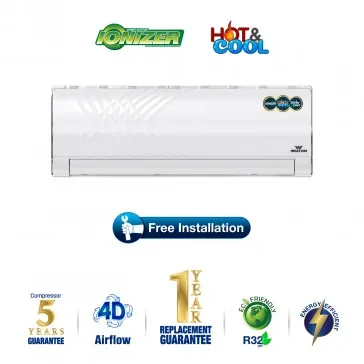 IONIZER
HOT&
COOL
WALTON
Free Installation
Compressor
5
YEARS
GUARANTEE
4D
Airflow
1
YEAR
REPLACEMENT
GUARANTEE
ECO FRIENDLY
R32
ENERGY EFFICIENT